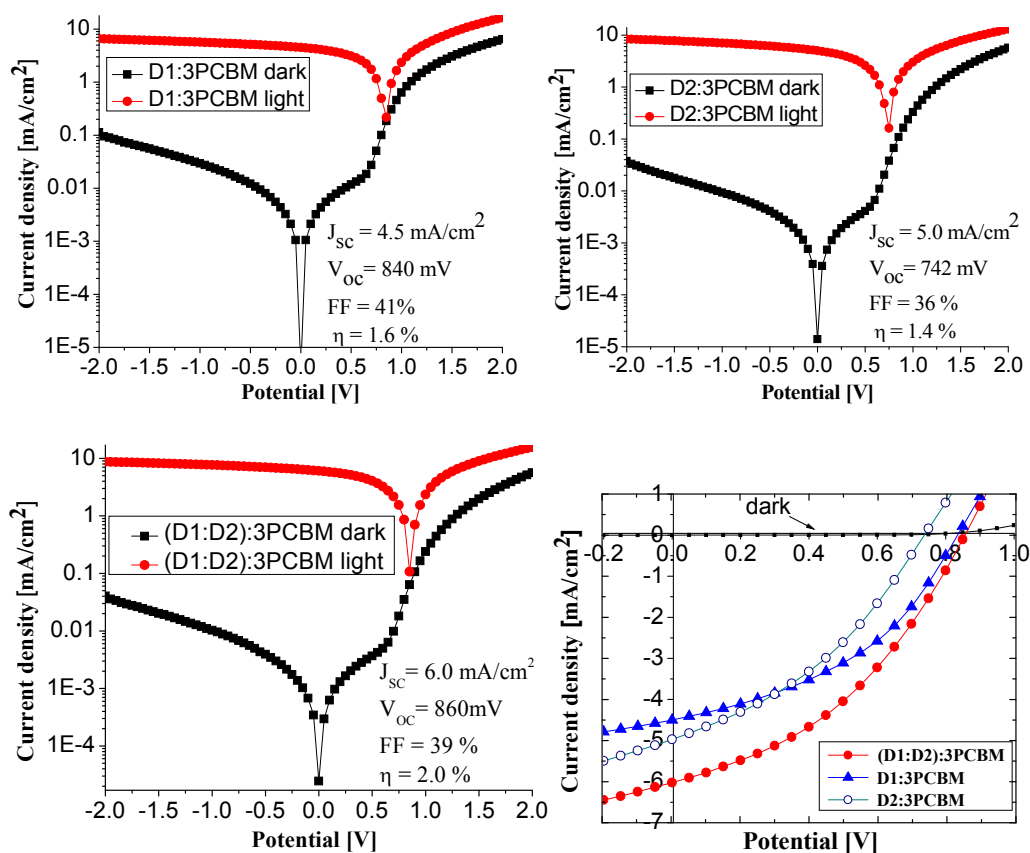 10
1
0.1
0.01
1E-3
1E-4
1E-5
Current density [mA/cm²]
D1:3PCBM dark
D1:3PCBM light
J_sc = 4.5 mA/cm²
V_oc= 840 mV
FF = 41%
η = 1.6 %
-2.0 -1.5 -1.0 -0.5 0.0 0.5 1.0 1.5 2.0
Potential [V]
10
1
0.1
0.01
1E-3
1E-4
1E-5
Current density [mA/cm²]
D2:3PCBM dark
D2:3PCBM light
J_sc = 5.0 mA/cm²
V_oc= 742 mV
FF = 36 %
η = 1.4 %
-2.0 -1.5 -1.0 -0.5 0.0 0.5 1.0 1.5 2.0
Potential [V]
10
1
0.1
0.01
1E-3
1E-4
Current density [mA/cm²]
(D1:D2):3PCBM dark
(D1:D2):3PCBM light
J_SC= 6.0 mA/cm²
V_OC= 860mV
FF = 39 %
η = 2.0 %
-2.0 -1.5 -1.0 -0.5 0.0 0.5 1.0 1.5 2.0
Potential [V]
1
0
-1
-2
-3
-4
-5
-6
-7
Current density [mA/cm²]
dark
-0.2 0.0 0.2 0.4 0.6 0.8 1.0
(D1:D2):3PCBM
D1:3PCBM
D2:3PCBM
Potential [V]